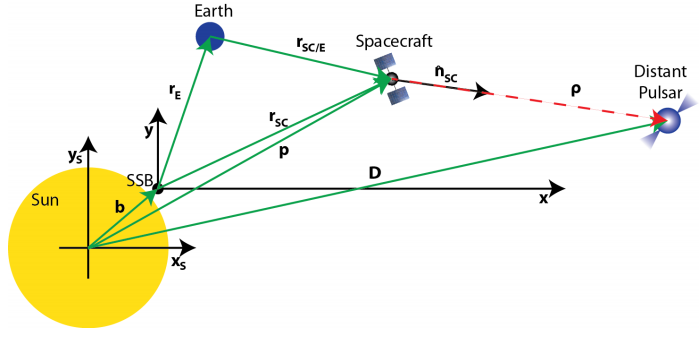 Earth
Spacecraft
r_SC/E
n̂_SC
Distant
Pulsar
ρ
r_E
r_SC
y
p
y_S
SSB
D
Sun
b
x
x_S